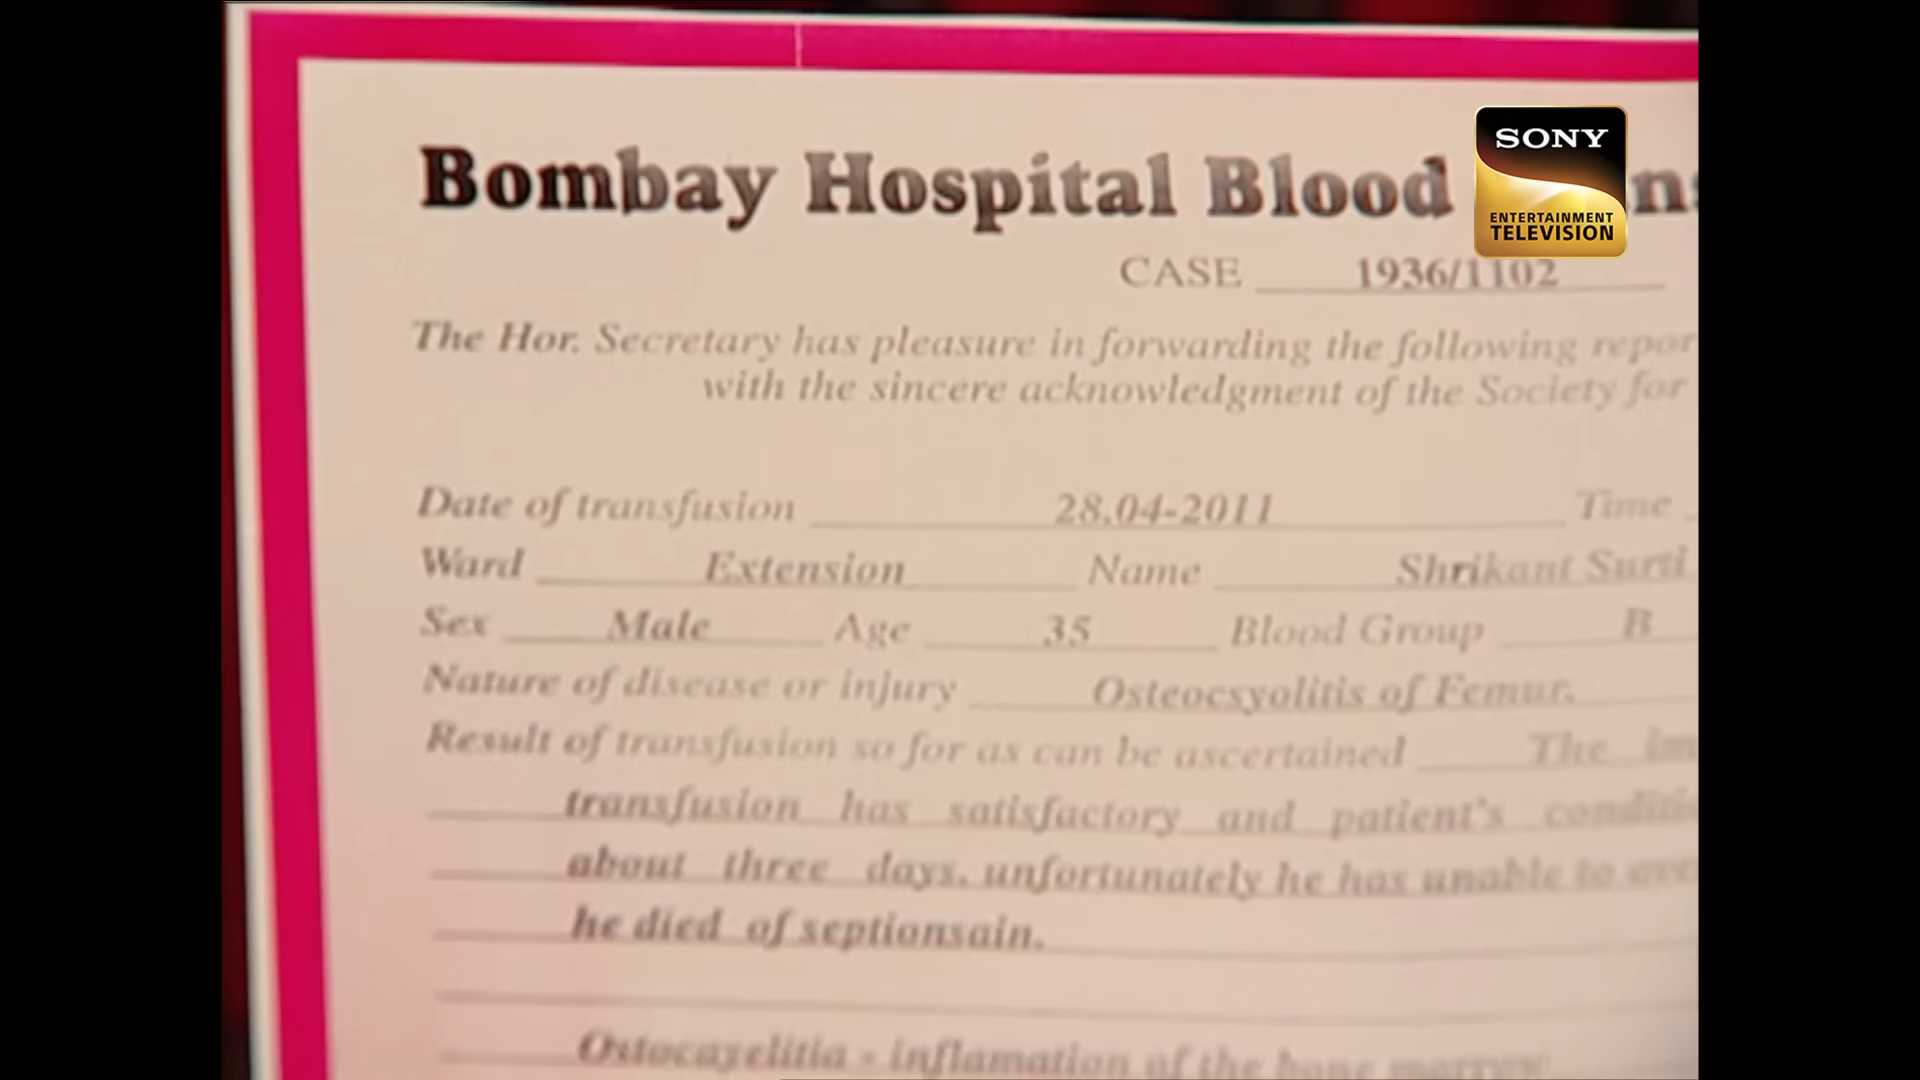 SONY
ENTERTAINMENT
TELEVISION
Bombay Hospital Blood
CASE 1936/1102
The Hor. Secretary has pleasure in forwarding the following
with the sincere acknowledgment of the Society for
Date of transfusion 28.04-2011 Time
Ward Extension Name Shrikant Surti
Sex Male Age 35 Blood Group B
Nature of disease or injury Osteocsyolitis of Femur.
Result of transfusion so for as can be ascertained The
transfusion has satisfactory and patient's
about three days. unfortunately he has unable to
he died of septionsain.
Ostocayelitia - inflamation of the bone